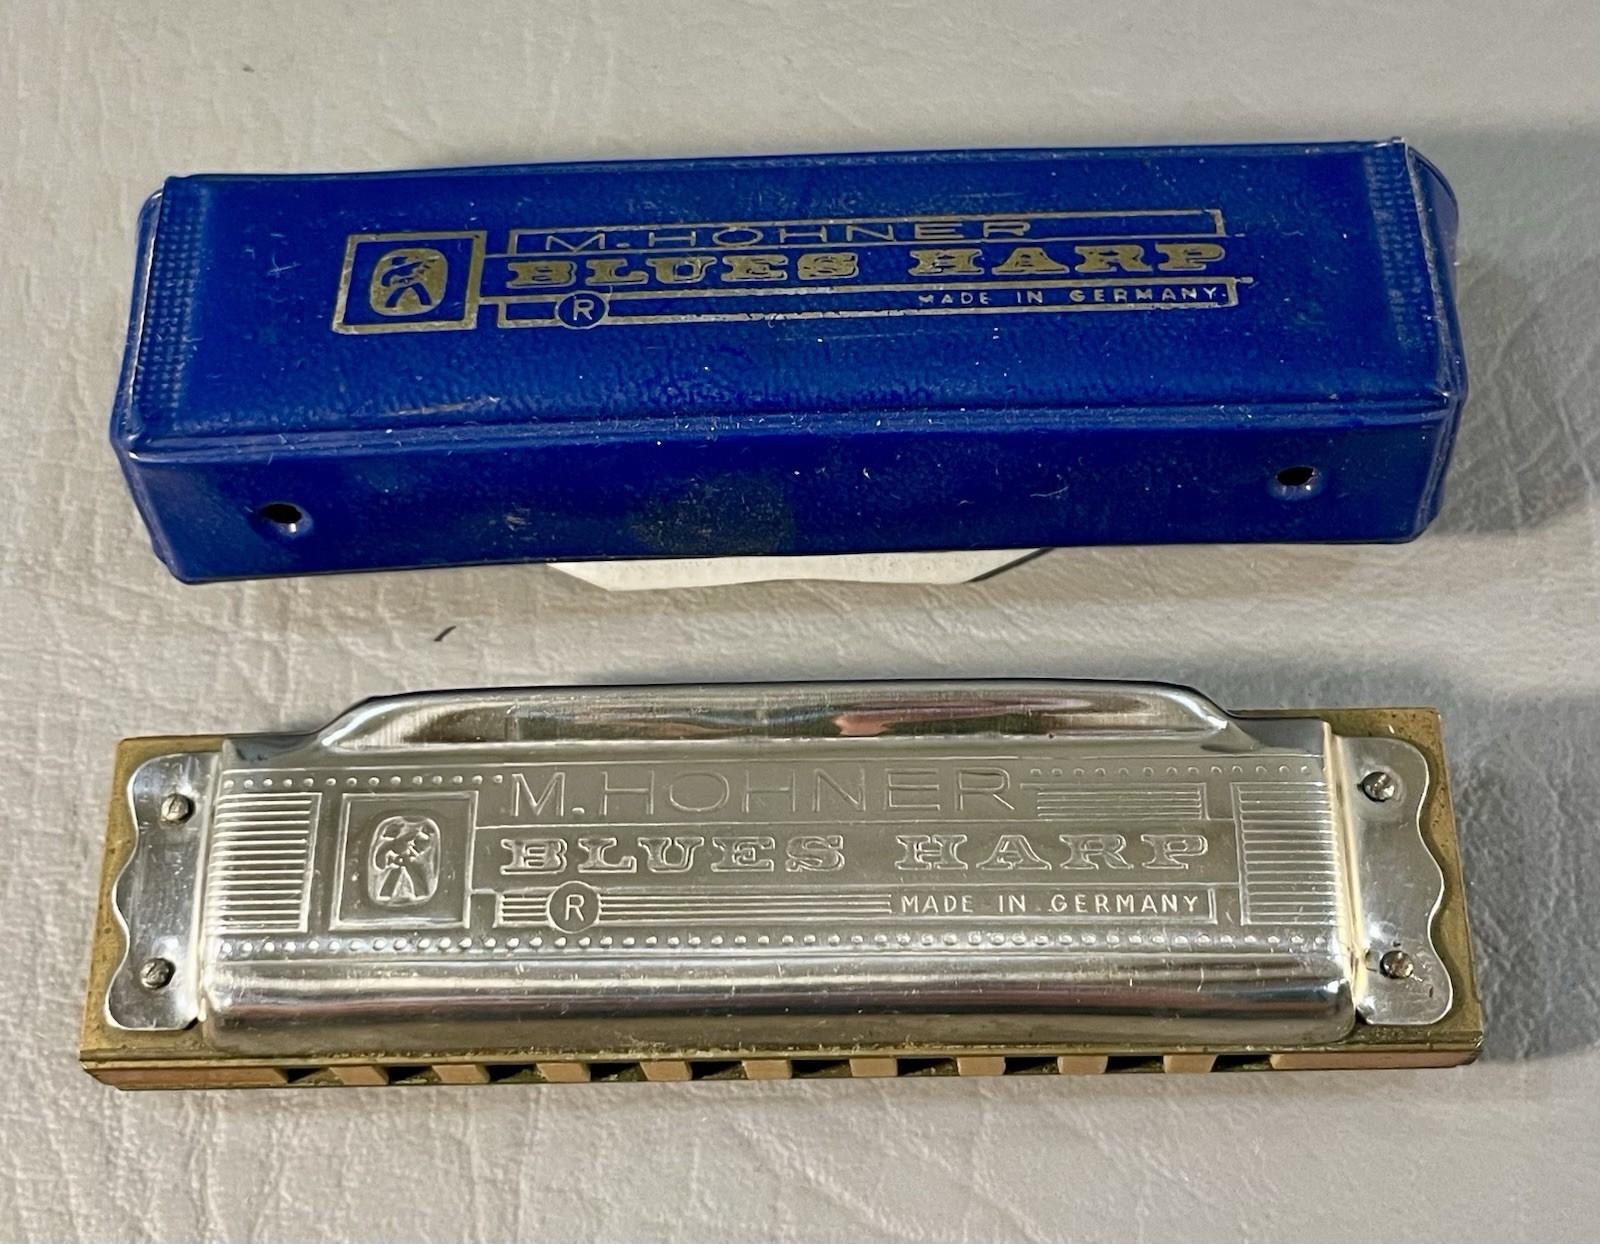 M. HOHNER
BLUES HARP
® MADE IN GERMANY
M. HOHNER
BLUES HARP
® MADE IN GERMANY